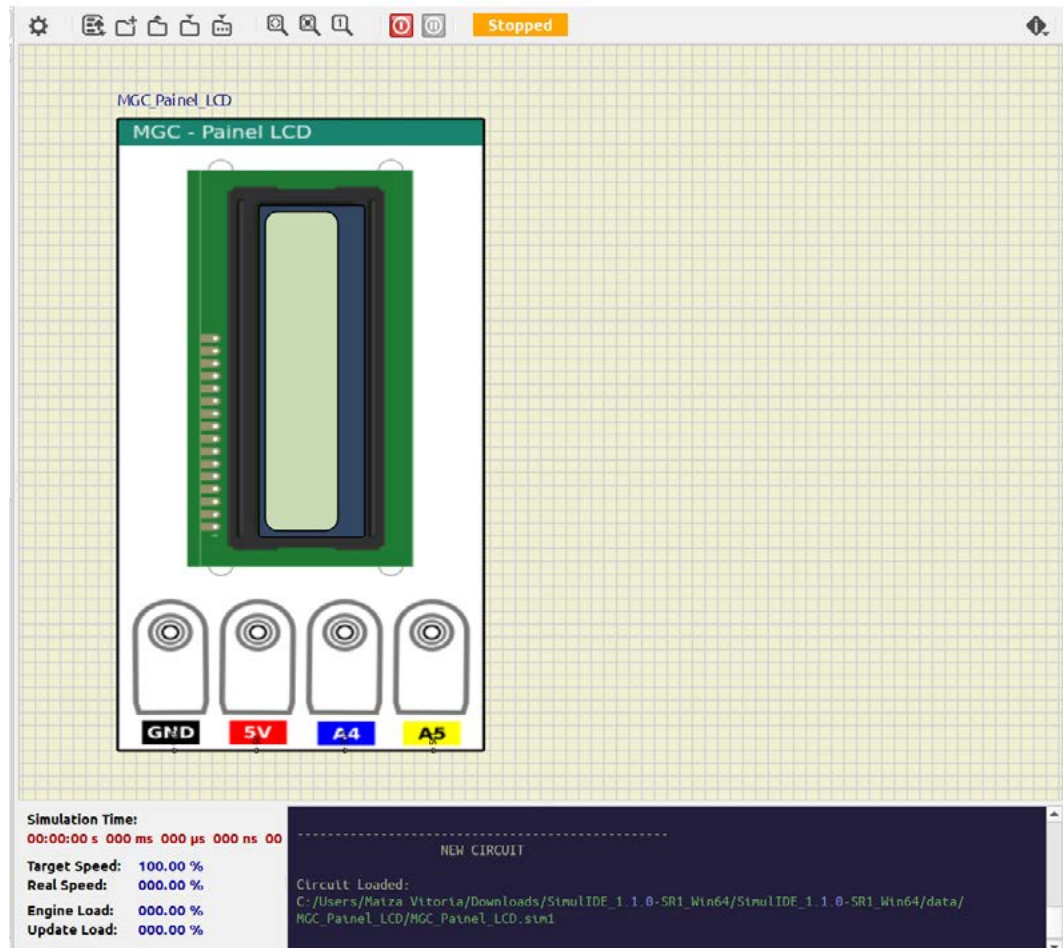 Stopped
MGC_Painel_LCD
MGC - Painel LCD
GND 5V A4 A5
Simulation Time:
00:00:00 s 000 ms 000 µs 000 ns 00
Target Speed: 100.00 %
Real Speed: 000.00 %
Engine Load: 000.00 %
Update Load: 000.00 %
------------------------------------------------
NEW CIRCUIT
Circuit Loaded:
C:/Users/Maiza Vitoria/Downloads/SimulIDE_1.1.0-SR1_Win64/SimulIDE_1.1.0-SR1_Win64/data/
MGC_Painel_LCD/MGC_Painel_LCD.sim1